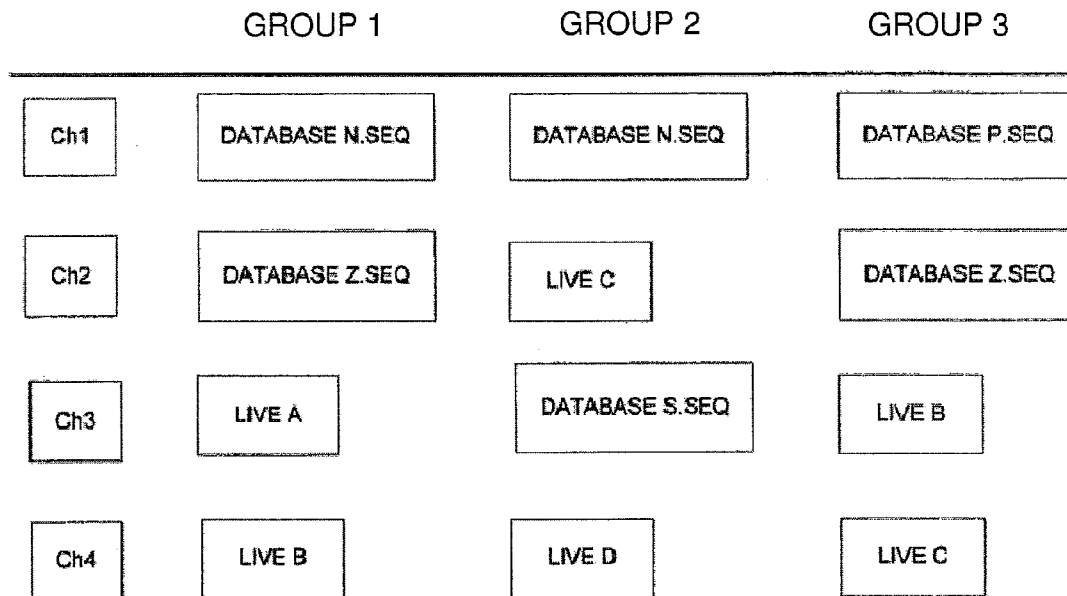 GROUP 1 GROUP 2 GROUP 3
Ch1 DATABASE N.SEQ DATABASE N.SEQ DATABASE P.SEQ
Ch2 DATABASE Z.SEQ LIVE C DATABASE Z.SEQ
Ch3 LIVE A DATABASE S.SEQ LIVE B
Ch4 LIVE B LIVE D LIVE C